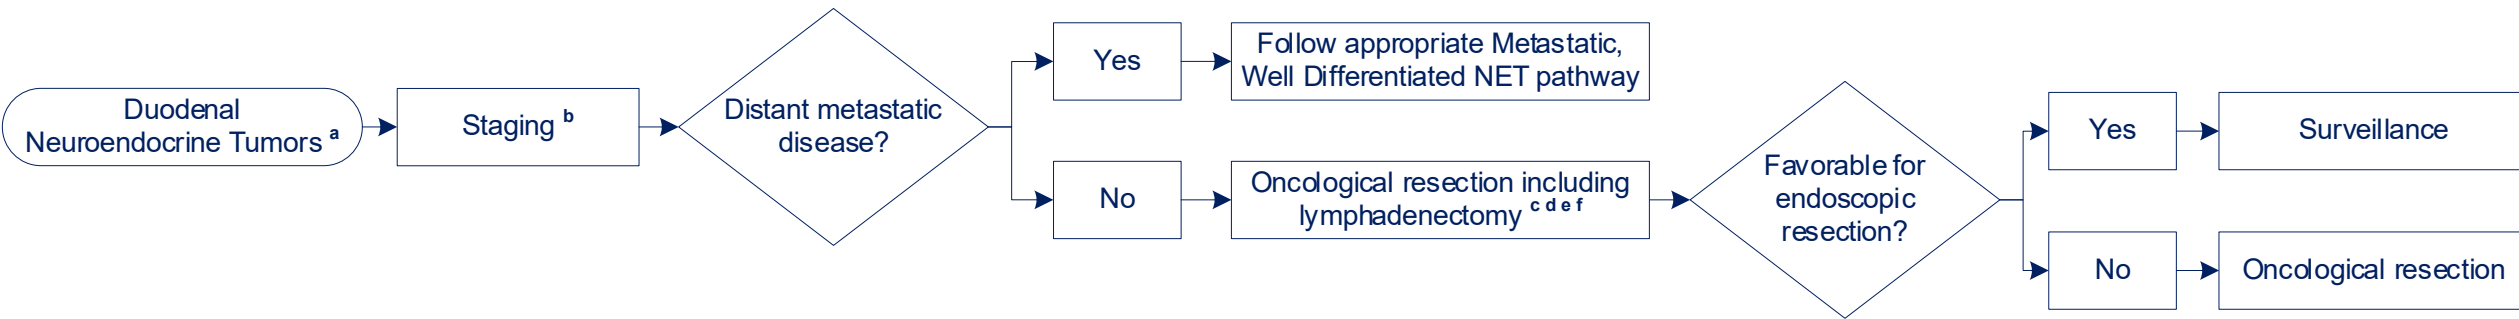 Duodenal
Neuroendocrine Tumors a
Staging b
Distant metastatic
disease?
Yes
Follow appropriate Metastatic,
Well Differentiated NET pathway
No
Oncological resection including
lymphadenectomy c d e f
Favorable for
endoscopic
resection?
Yes
Surveillance
No
Oncological resection